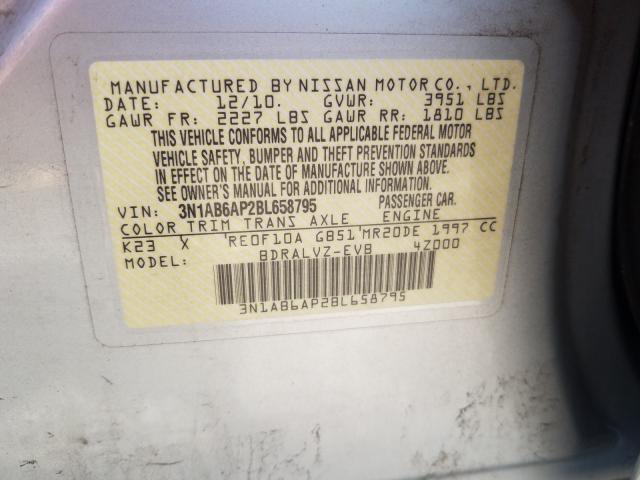 MANUFACTURED BY NISSAN MOTOR CO., LTD.
DATE: 12/10. GVWR: 3951 LBS
GAWR FR: 2227 LBS GAWR RR: 1810 LBS
THIS VEHICLE CONFORMS TO ALL APPLICABLE FEDERAL MOTOR
VEHICLE SAFETY, BUMPER AND THEFT PREVENTION STANDARDS
IN EFFECT ON THE DATE OF MANUFACTURE SHOWN ABOVE.
SEE OWNER'S MANUAL FOR ADDITIONAL INFORMATION.
VIN: 3N1AB6AP2BL658795 PASSENGER CAR.
COLOR TRIM TRANS AXLE ENGINE
K23 X 'RE0F10A GB51'MR20DE 1997 CC
MODEL: BDRALVZ-EVB 4Z000
3N1AB6AP2BL658795